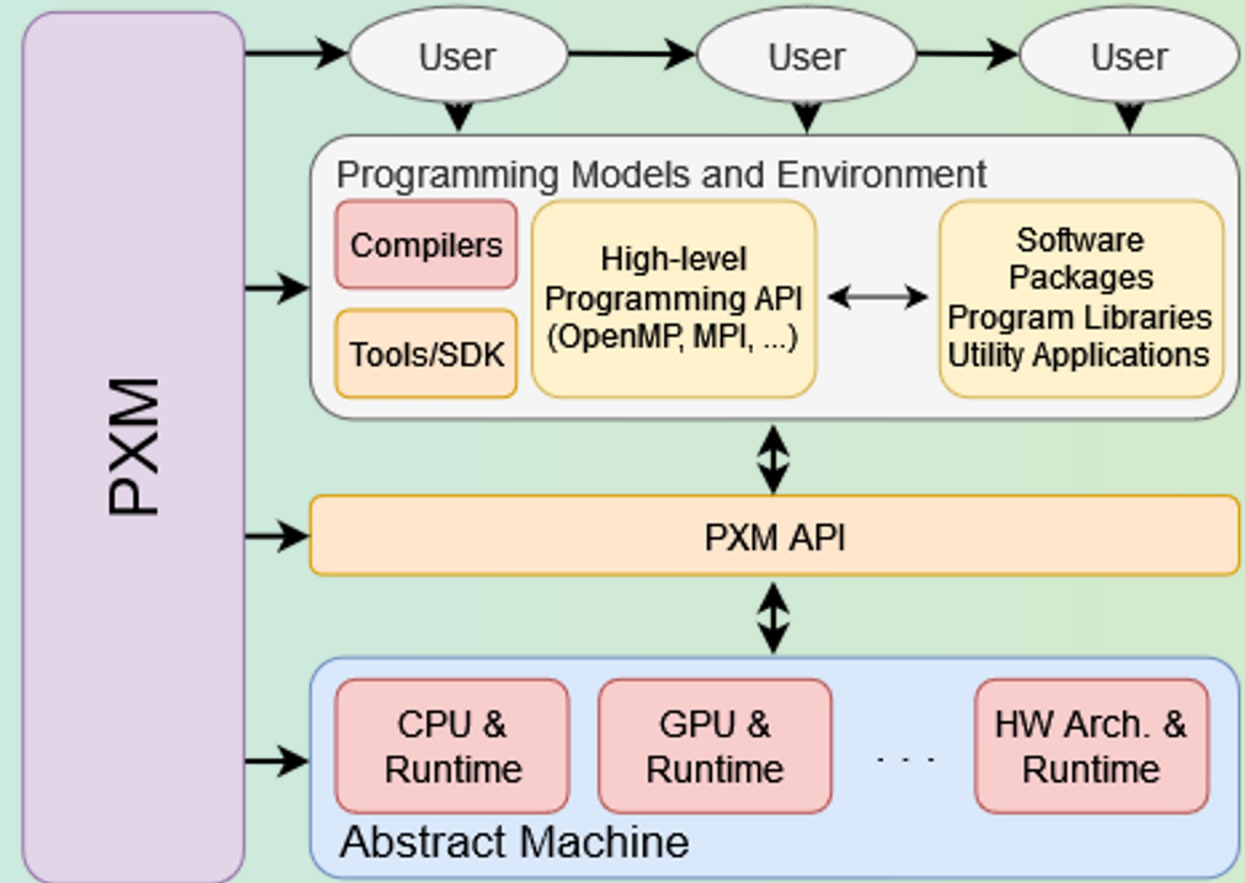 PXM
User
User
User
Programming Models and Environment
Compilers
Tools/SDK
High-level
Programming API
(OpenMP, MPI, ...)
Software
Packages
Program Libraries
Utility Applications
PXM API
CPU &
Runtime
GPU &
Runtime
. . .
HW Arch. &
Runtime
Abstract Machine